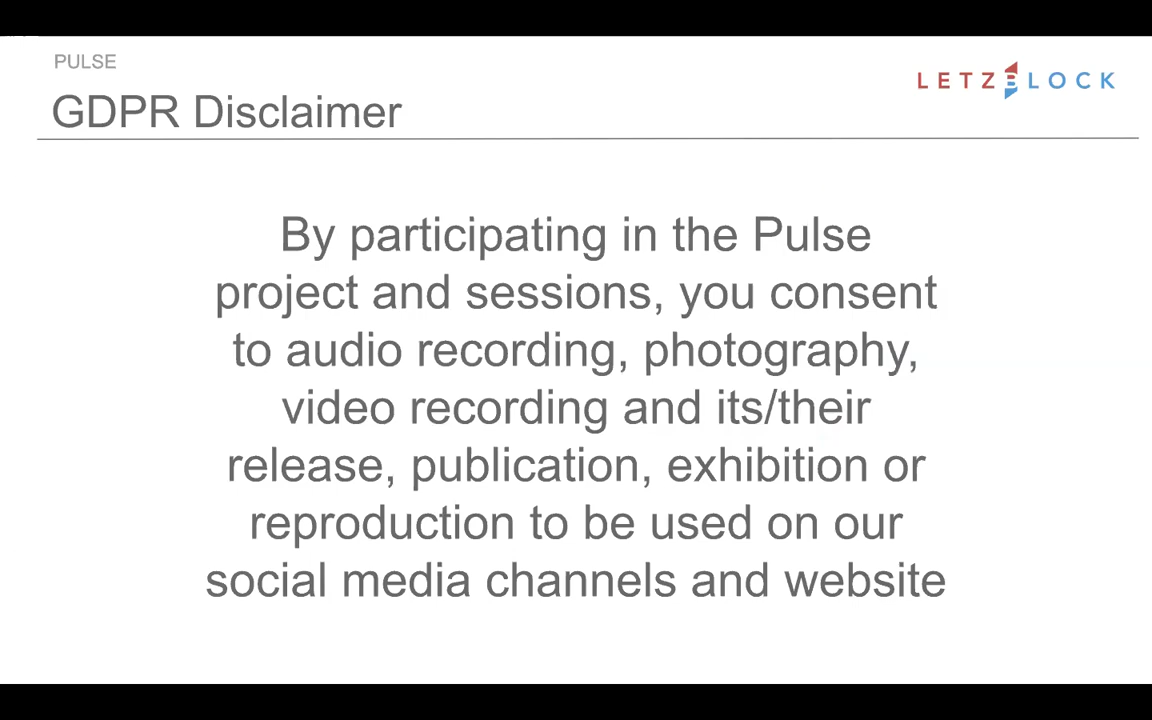 PULSE
LETZBLOCK
GDPR Disclaimer
By participating in the Pulse
project and sessions, you consent
to audio recording, photography,
video recording and its/their
release, publication, exhibition or
reproduction to be used on our
social media channels and website